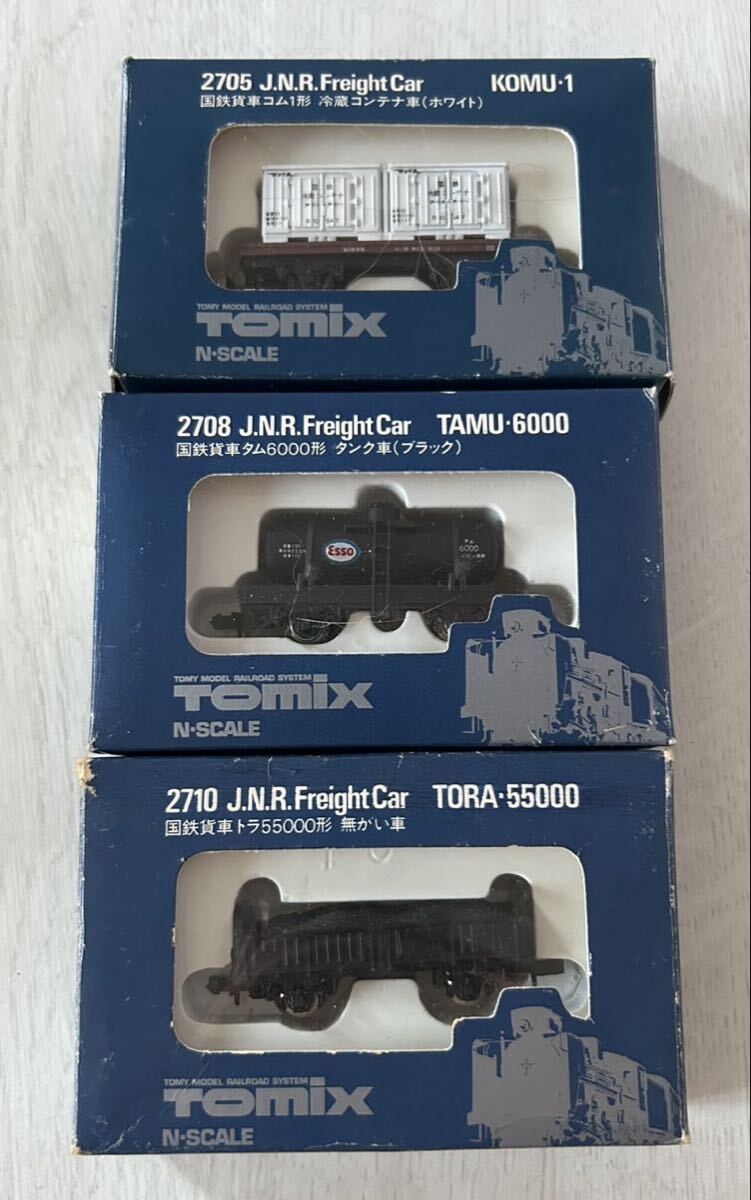 2705 J.N.R.Freight Car KOMU·1
国鉄貨車コム1形 冷蔵コンテナ車(ホワイト)
TOMY MODEL RAILROAD SYSTEM
TOMIX
N·SCALE
2708 J.N.R.Freight Car TAMU·6000
国鉄貨車タム6000形 タンク車(ブラック)
Esso
タム
6000
TOMY MODEL RAILROAD SYSTEM
TOMIX
N·SCALE
2710 J.N.R.Freight Car TORA·55000
国鉄貨車トラ55000形 無がい車
TOMY MODEL RAILROAD SYSTEM
TOMIX
N·SCALE